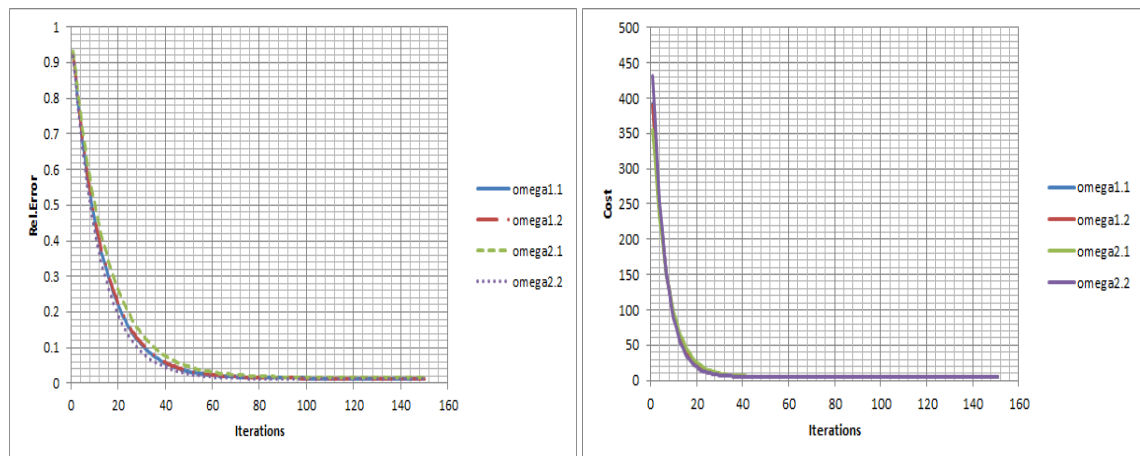 1
0.9
0.8
0.7
0.6
0.5
0.4
0.3
0.2
0.1
0
Rel.Error
0 20 40 60 80 100 120 140 160
Iterations
omega1.1
omega1.2
omega2.1
omega2.2
500
450
400
350
300
250
200
150
100
50
0
Cost
0 20 40 60 80 100 120 140 160
Iterations
omega1.1
omega1.2
omega2.1
omega2.2